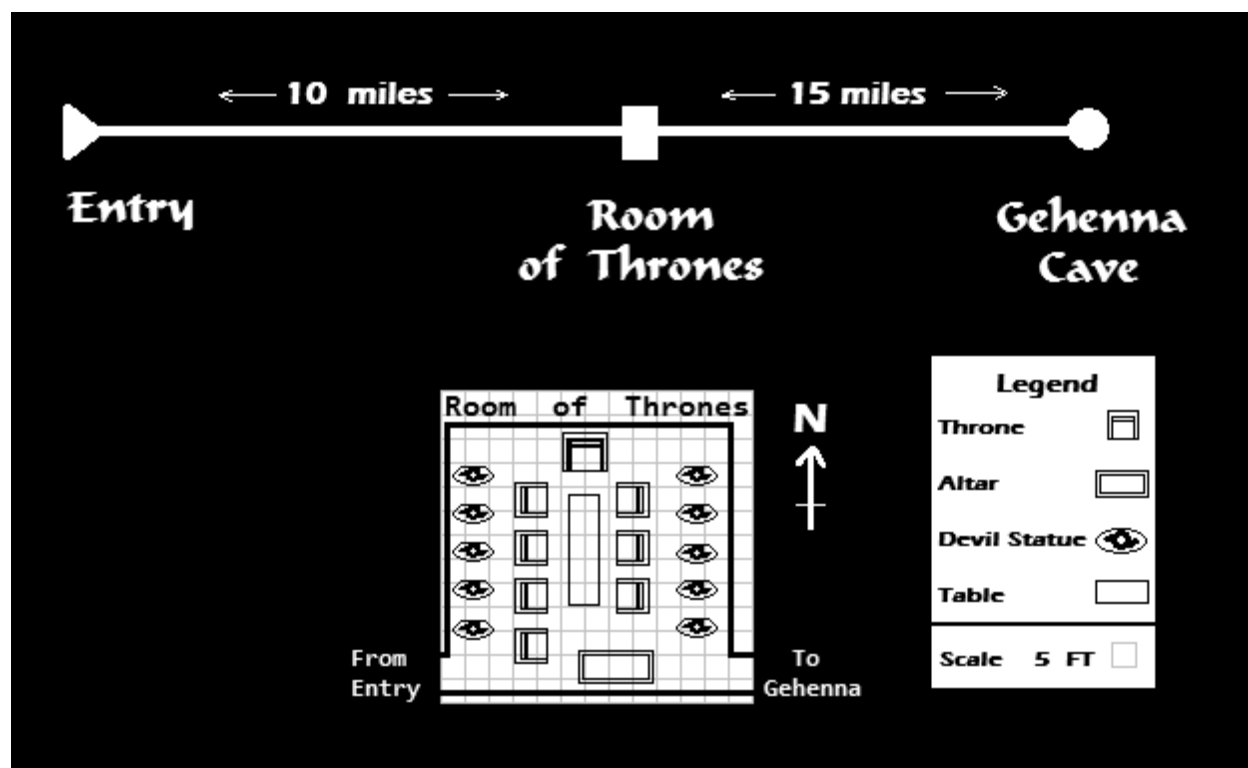 10 miles
15 miles
Entry
Room
of Thrones
Gehenna
Cave
Room of Thrones
N
From
Entry
To
Gehenna
Legend
Throne
Altar
Devil Statue
Table
Scale 5 FT